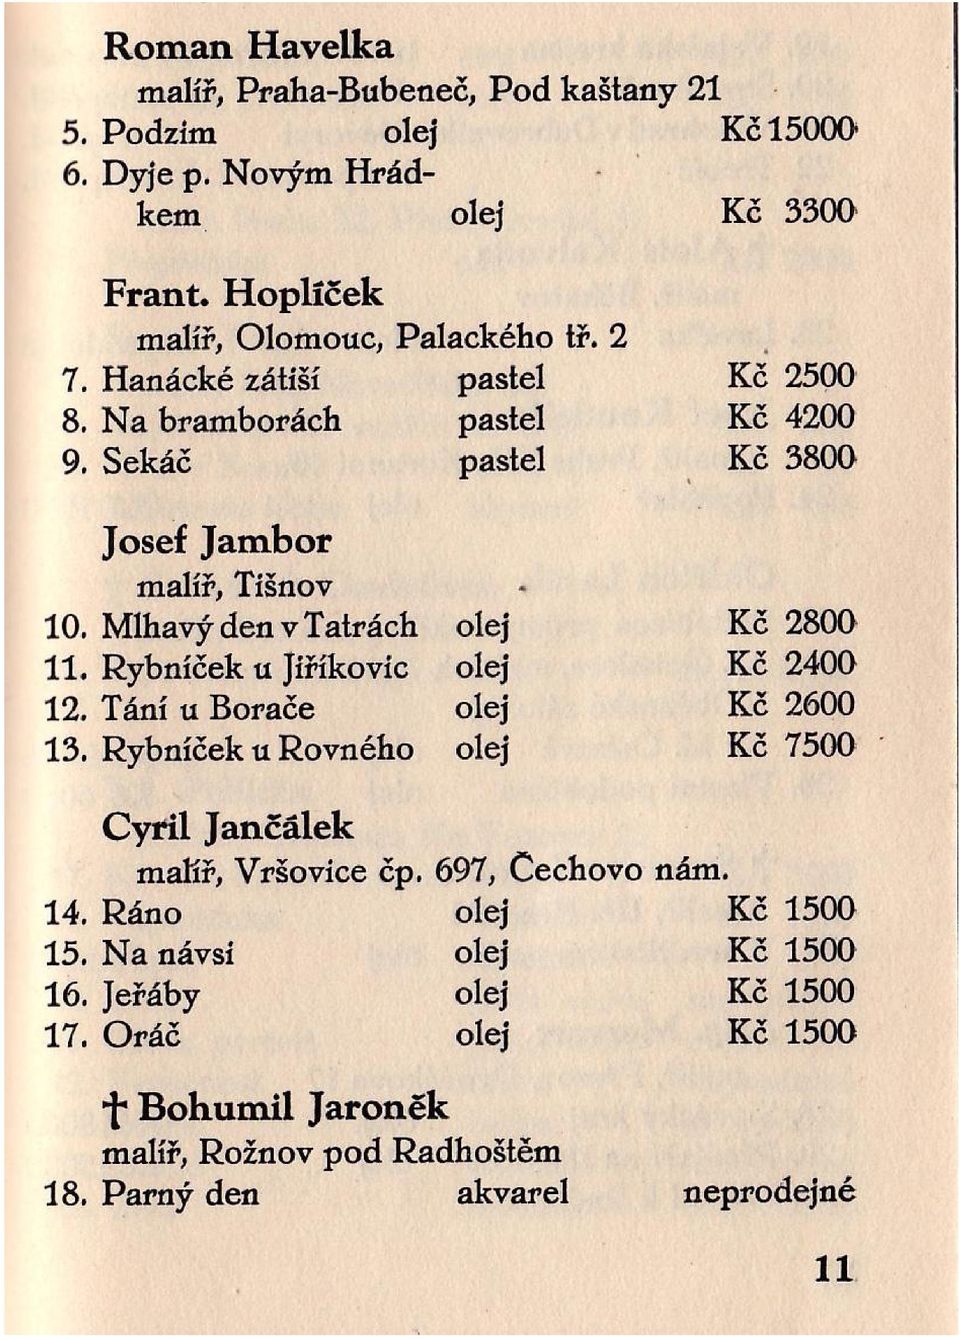 Roman Havelka
malíř, Praha-Bubeneč, Pod kaštany 21
5. Podzim olej Kč 15000
6. Dyje p. Novým Hrád-
kem olej Kč 3300
Frant. Hoplíček
malíř, Olomouc, Palackého tř. 2
7. Hanácké zátiší pastel Kč 2500
8. Na bramborách pastel Kč 4200
9. Sekáč pastel Kč 3800
Josef Jambor
malíř, Tišnov
10. Mlhavý den v Tatrách olej Kč 2800
11. Rybníček u Jiříkovic olej Kč 2400
12. Tání u Borače olej Kč 2600
13. Rybníček u Rovného olej Kč 7500
Cyril Jančálek
malíř, Vršovice čp. 697, Čechovo nám.
14. Ráno olej Kč 1500
15. Na návsi olej Kč 1500
16. Jeřáby olej Kč 1500
17. Oráč olej Kč 1500
† Bohumil Jaroněk
malíř, Rožnov pod Radhoštěm
18. Parný den akvarel neprodejné
11